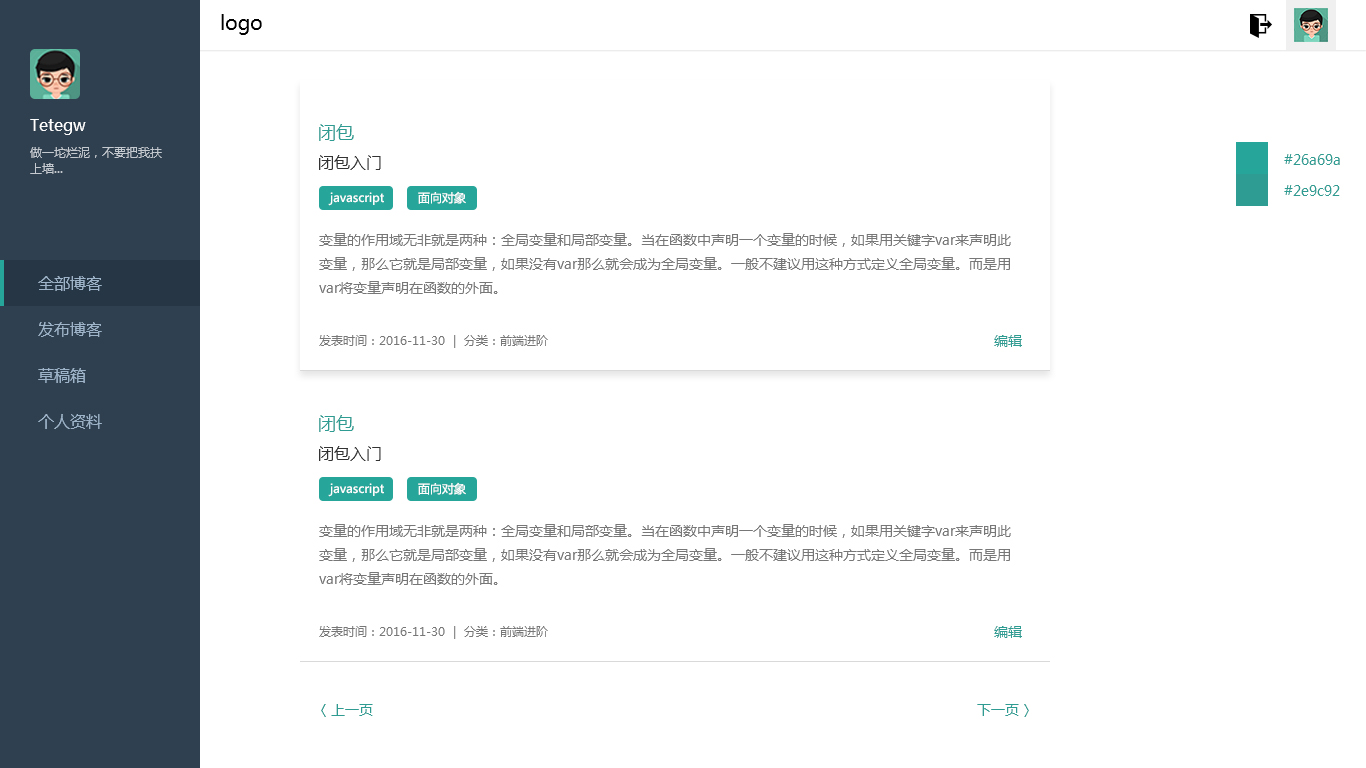 logo
Tetegw
做一坨烂泥，不要把我扶
上墙...
全部博客
发布博客
草稿箱
个人资料
闭包
闭包入门
javascript 面向对象
变量的作用域无非就是两种：全局变量和局部变量。当在函数中声明一个变量的时候，如果用关键字var来声明此
变量，那么它就是局部变量，如果没有var那么就会成为全局变量。一般不建议用这种方式定义全局变量。而是用
var将变量声明在函数的外面。
发表时间：2016-11-30 | 分类：前端进阶 编辑
闭包
闭包入门
javascript 面向对象
变量的作用域无非就是两种：全局变量和局部变量。当在函数中声明一个变量的时候，如果用关键字var来声明此
变量，那么它就是局部变量，如果没有var那么就会成为全局变量。一般不建议用这种方式定义全局变量。而是用
var将变量声明在函数的外面。
发表时间：2016-11-30 | 分类：前端进阶 编辑
〈 上一页 下一页 〉
#26a69a
#2e9c92